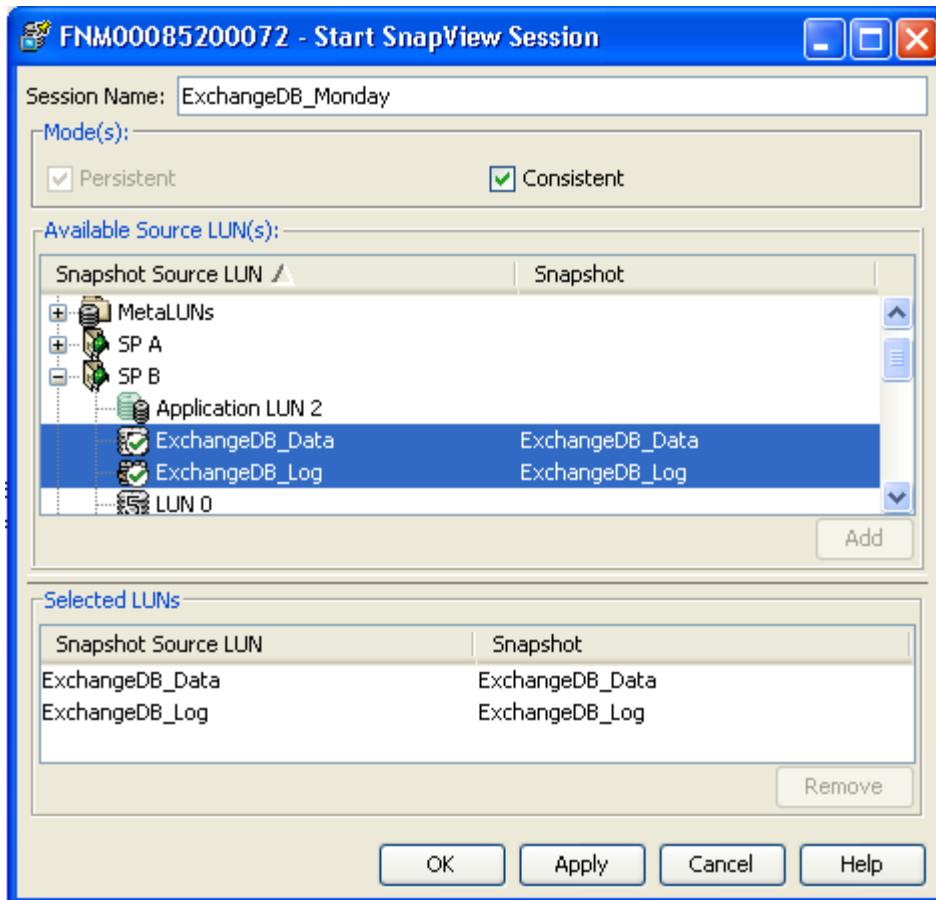 FNM00085200072 - Start SnapView Session
Session Name: ExchangeDB_Monday
Mode(s):
Persistent Consistent
Available Source LUN(s):
Snapshot Source LUN Snapshot
MetaLUNs
SP A
SP B
Application LUN 2
ExchangeDB_Data ExchangeDB_Data
ExchangeDB_Log ExchangeDB_Log
LUN 0
Add
Selected LUNs
Snapshot Source LUN Snapshot
ExchangeDB_Data ExchangeDB_Data
ExchangeDB_Log ExchangeDB_Log
Remove
OK Apply Cancel Help